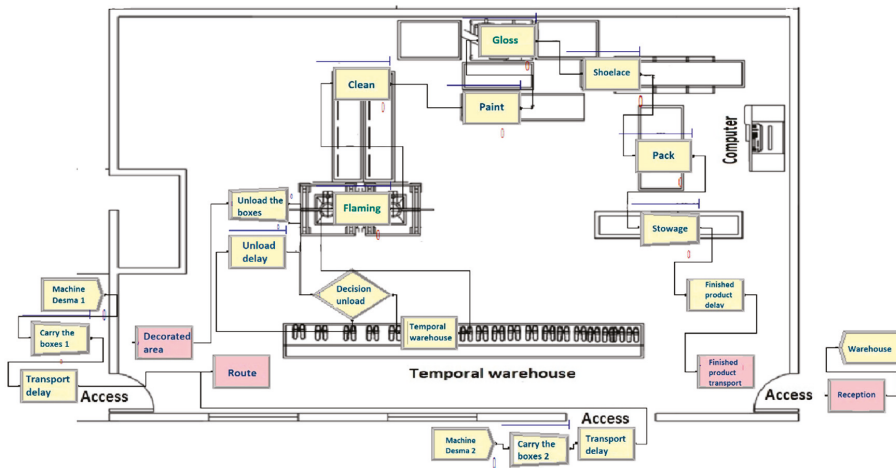 Gloss
Shoelace
Clean
Paint
Computer
Pack
Unload the
boxes
Flaming
Stowage
Unload
delay
Machine
Desma 1
Decision
unload
Finished
product
delay
Carry the
boxes 1
Decorated
area
Temporal
warehouse
Warehouse
Transport
delay
Route
Temporal warehouse
Finished
product
transport
Reception
Access
Access
Access
Machine
Desma 2
Carry the
boxes 2
Transport
delay